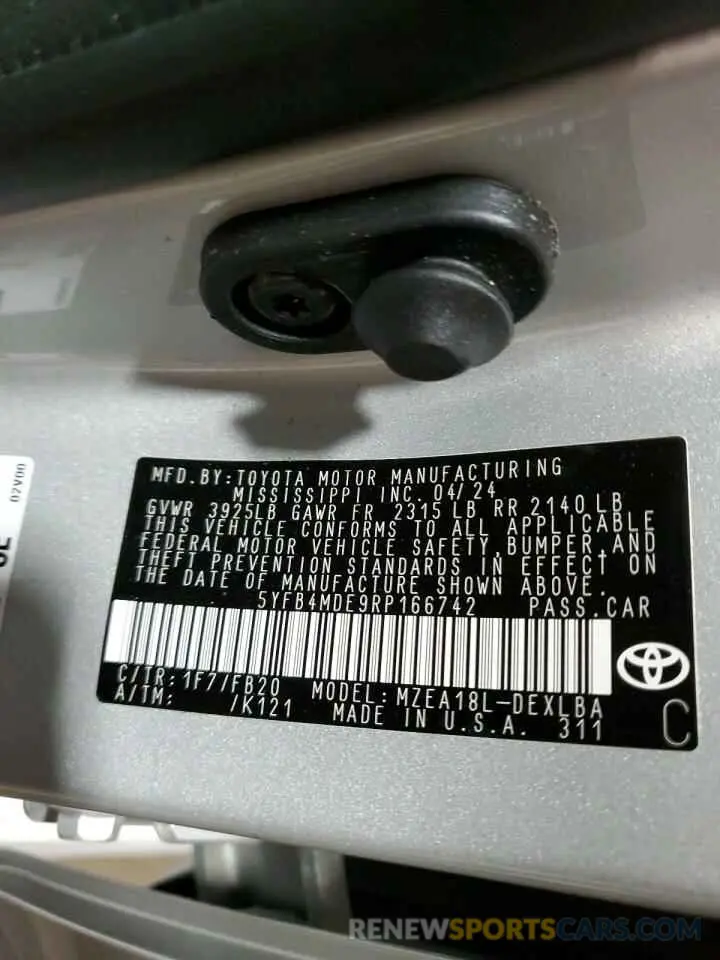 MFD. BY: TOYOTA MOTOR MANUFACTURING
MISSISSIPPI INC. 04/24
GVWR 3925LB GAWR FR 2315 LB RR 2140 LB
THIS VEHICLE CONFORMS TO ALL APPLICABLE
FEDERAL MOTOR VEHICLE SAFETY, BUMPER, AND
THEFT PREVENTION STANDARDS IN EFFECT ON
THE DATE OF MANUFACTURE SHOWN ABOVE.
5YFB4MDE9RP166742 PASS. CAR
C/TR: 1F7/FB20 MODEL: MZEA18L-DEXLBA
A/TM: /K121 MADE IN U.S.A. 311
C
02V00
RENEWSPORTSCARS.COM